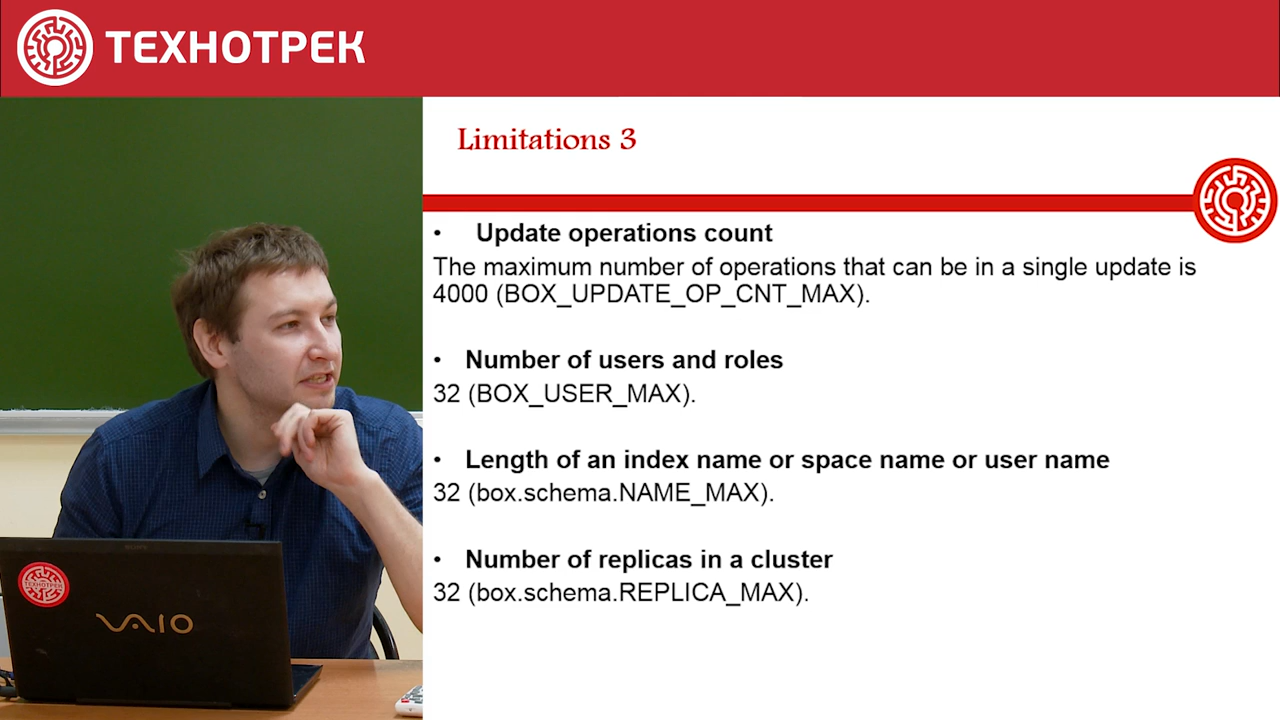 ТЕХНОТРЕК
Limitations 3
• Update operations count
The maximum number of operations that can be in a single update is
4000 (BOX_UPDATE_OP_CNT_MAX).
• Number of users and roles
32 (BOX_USER_MAX).
• Length of an index name or space name or user name
32 (box.schema.NAME_MAX).
• Number of replicas in a cluster
32 (box.schema.REPLICA_MAX).
SONY
ТЕХНОТРЕК
VAIO